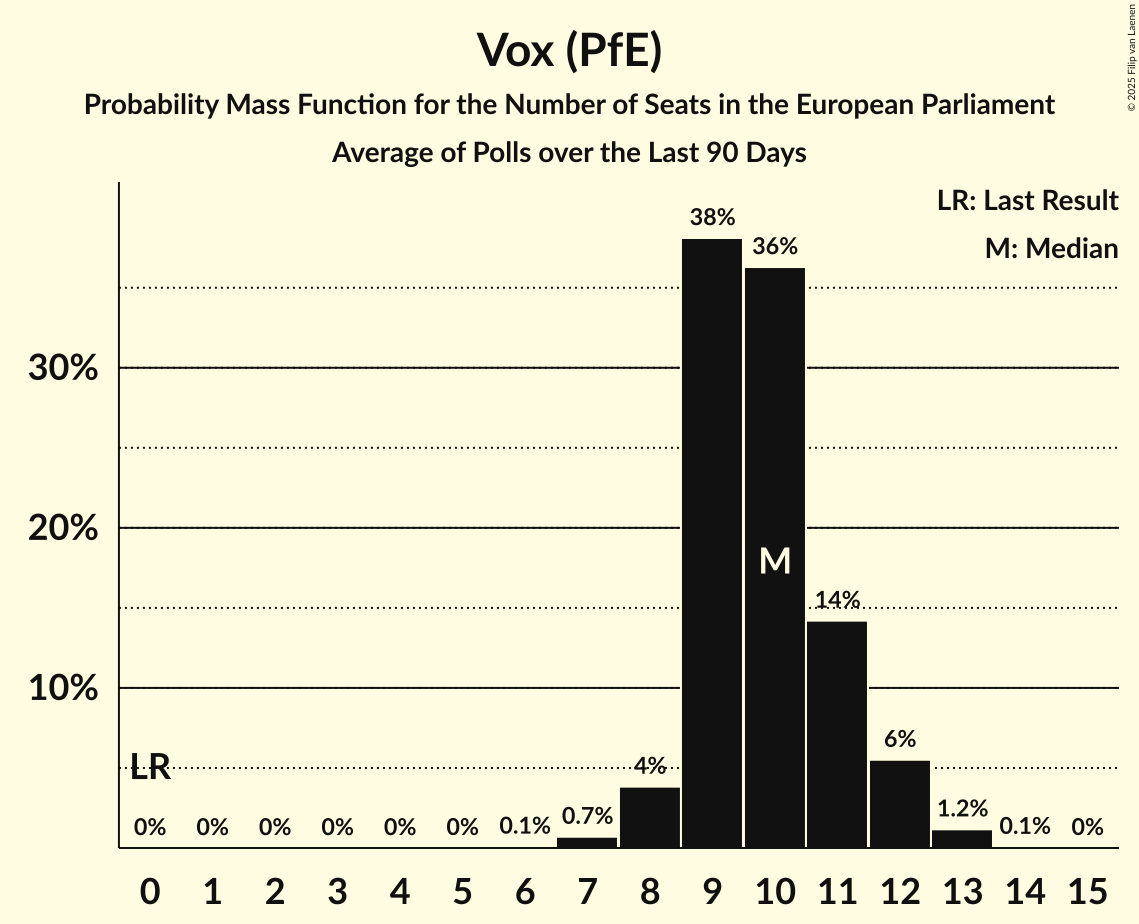 Vox (PfE)
Probability Mass Function for the Number of Seats in the European Parliament
Average of Polls over the Last 90 Days
© 2025 Filip van Laenen
LR: Last Result
M: Median
38%
36%
30%
20%
M
14%
10%
6%
LR
4%
0% 0% 0% 0% 0% 0% 0.1% 0.7% 1.2% 0.1% 0%
0 1 2 3 4 5 6 7 8 9 10 11 12 13 14 15